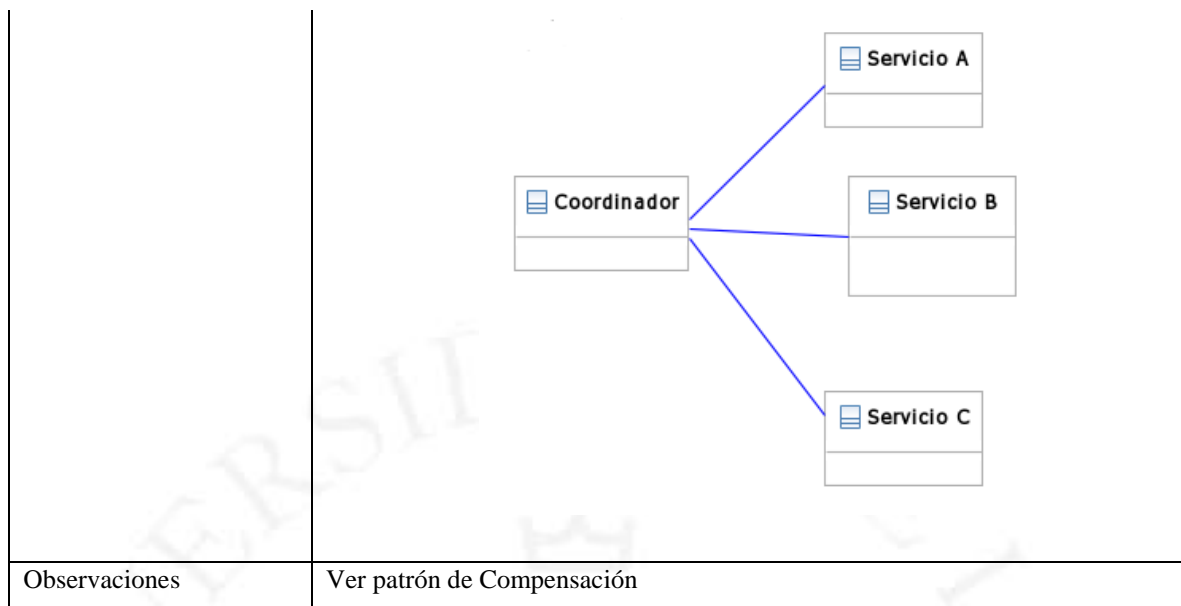 Servicio A
Coordinador
Servicio B
Servicio C
Observaciones
Ver patrón de Compensación